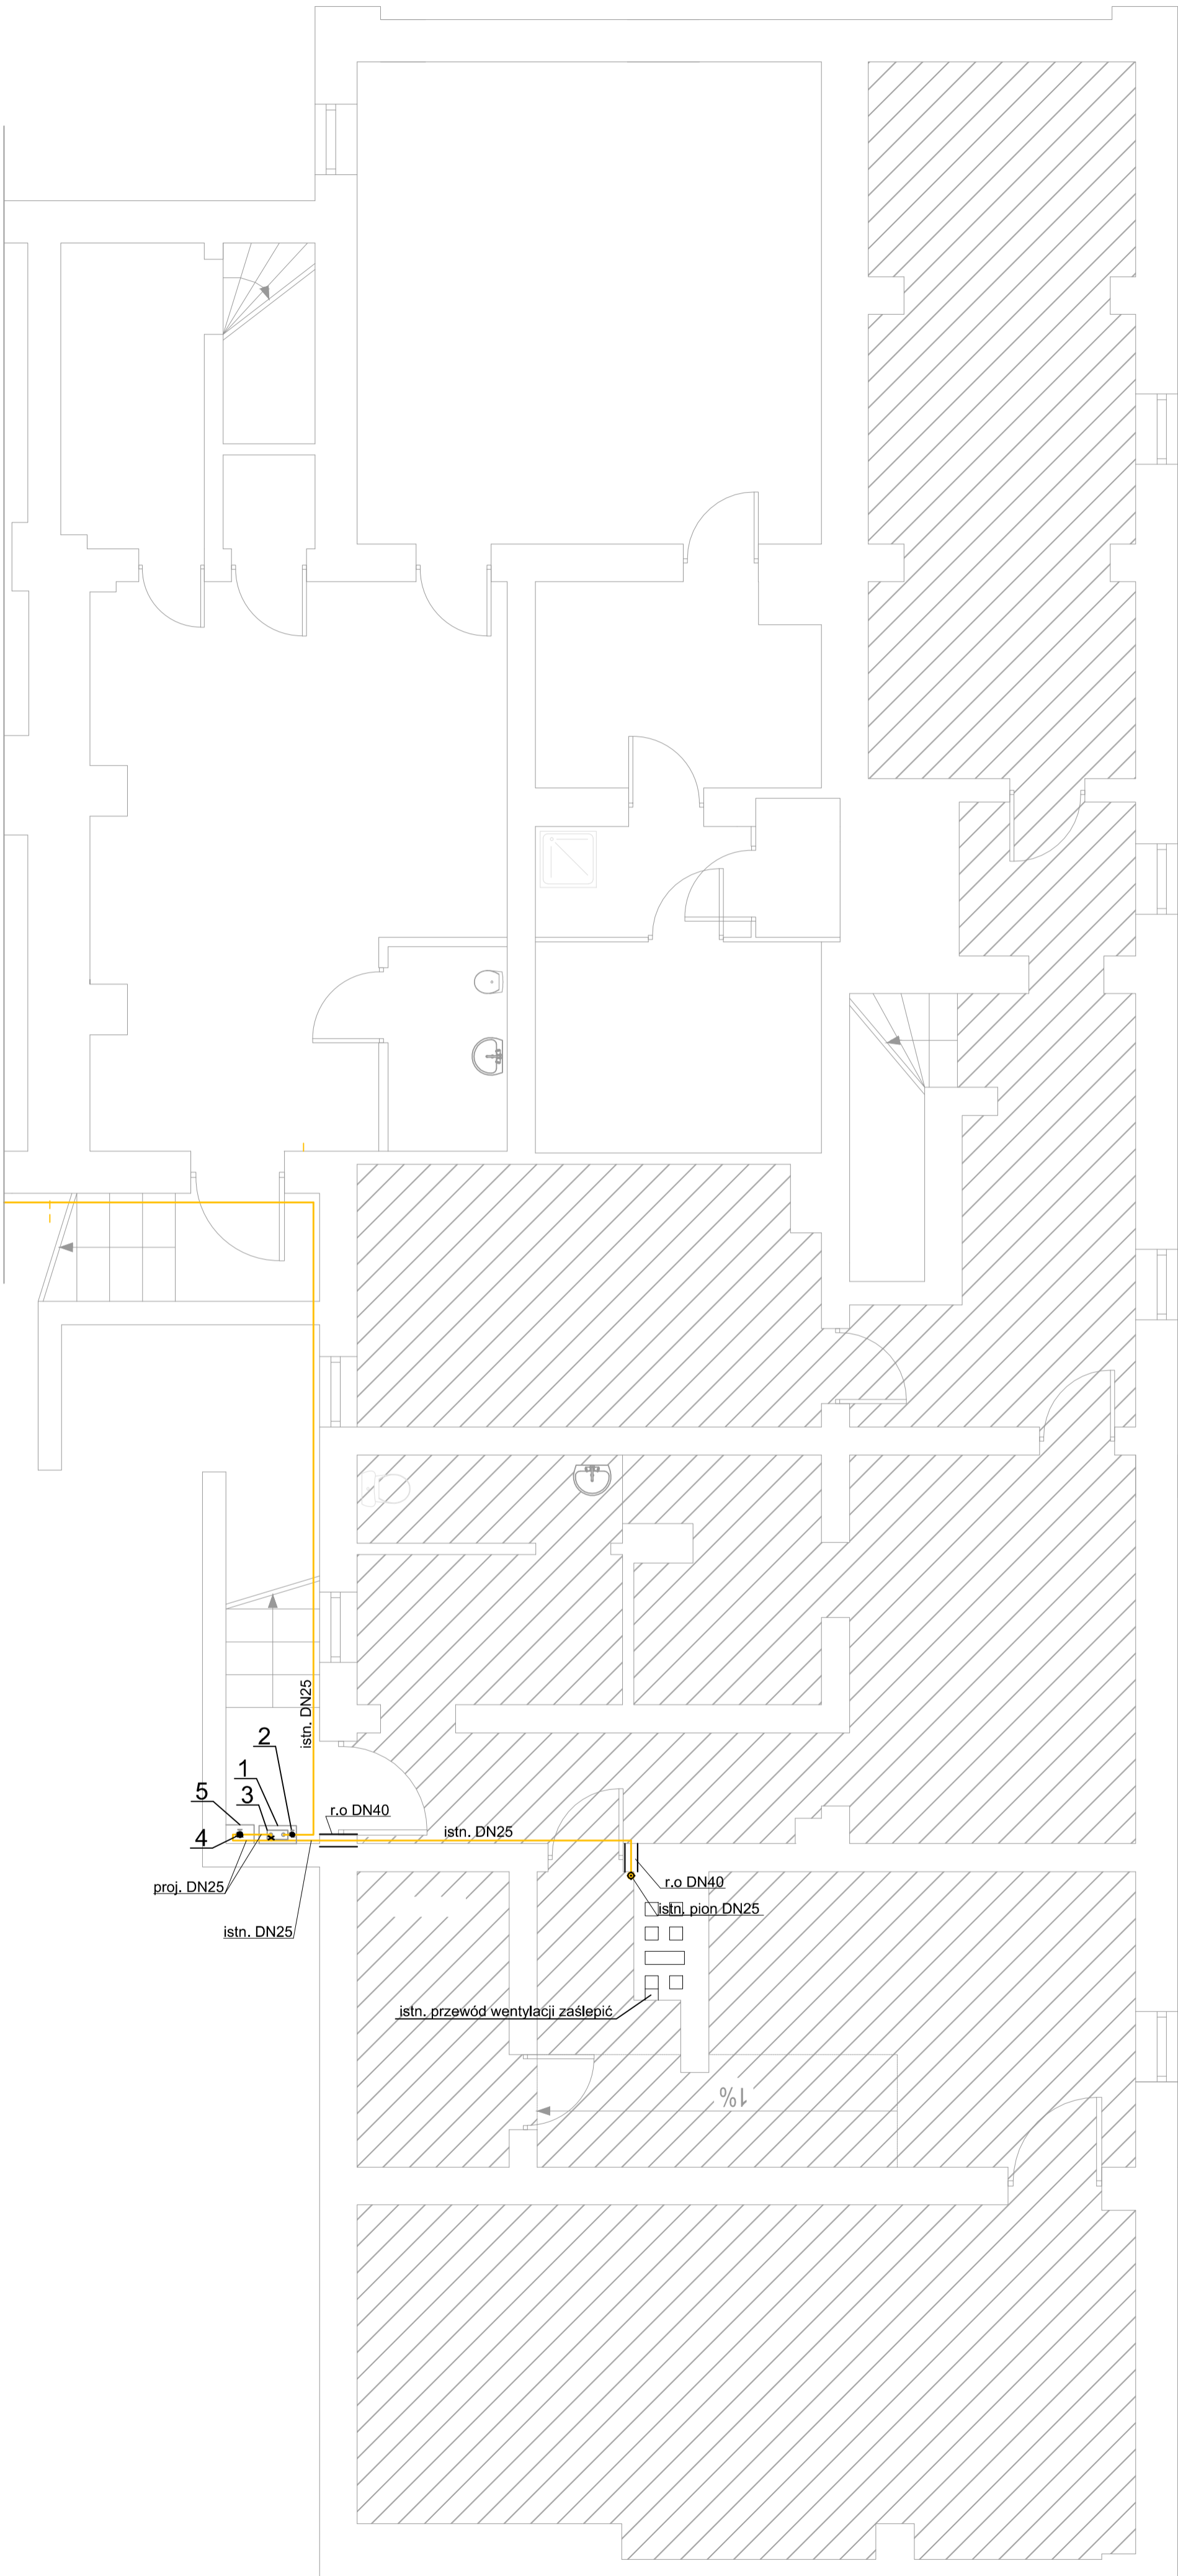 istn. DN25
2
1
5
3
4
r.o DN40
istn. DN25
proj. DN25
istn. DN25
r.o DN40
istn. pion DN25
istn. przewód wentylacji zaślepić
1%